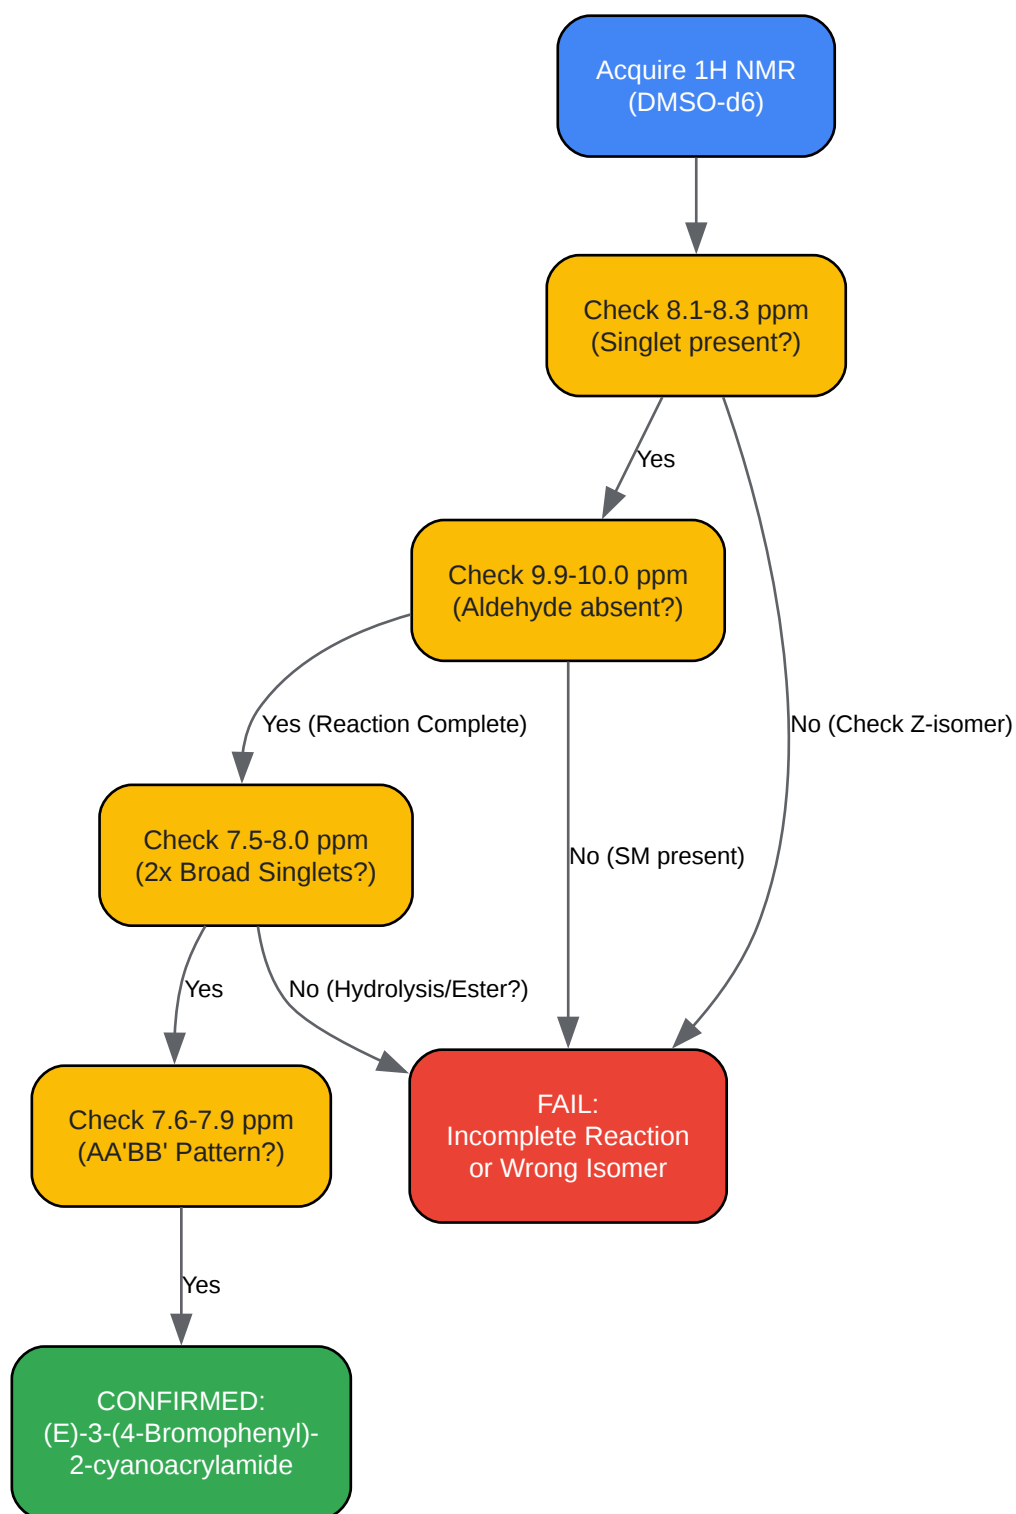 Acquire 1H NMR
(DMSO-d6)
Check 8.1-8.3 ppm
(Singlet present?)
Yes
Check 9.9-10.0 ppm
(Aldehyde absent?)
Yes (Reaction Complete)
No (Check Z-isomer)
Check 7.5-8.0 ppm
(2x Broad Singlets?)
No (SM present)
Yes
No (Hydrolysis/Ester?)
Check 7.6-7.9 ppm
(AA'BB' Pattern?)
FAIL:
Incomplete Reaction
or Wrong Isomer
Yes
CONFIRMED:
(E)-3-(4-Bromophenyl)-
2-cyanoacrylamide